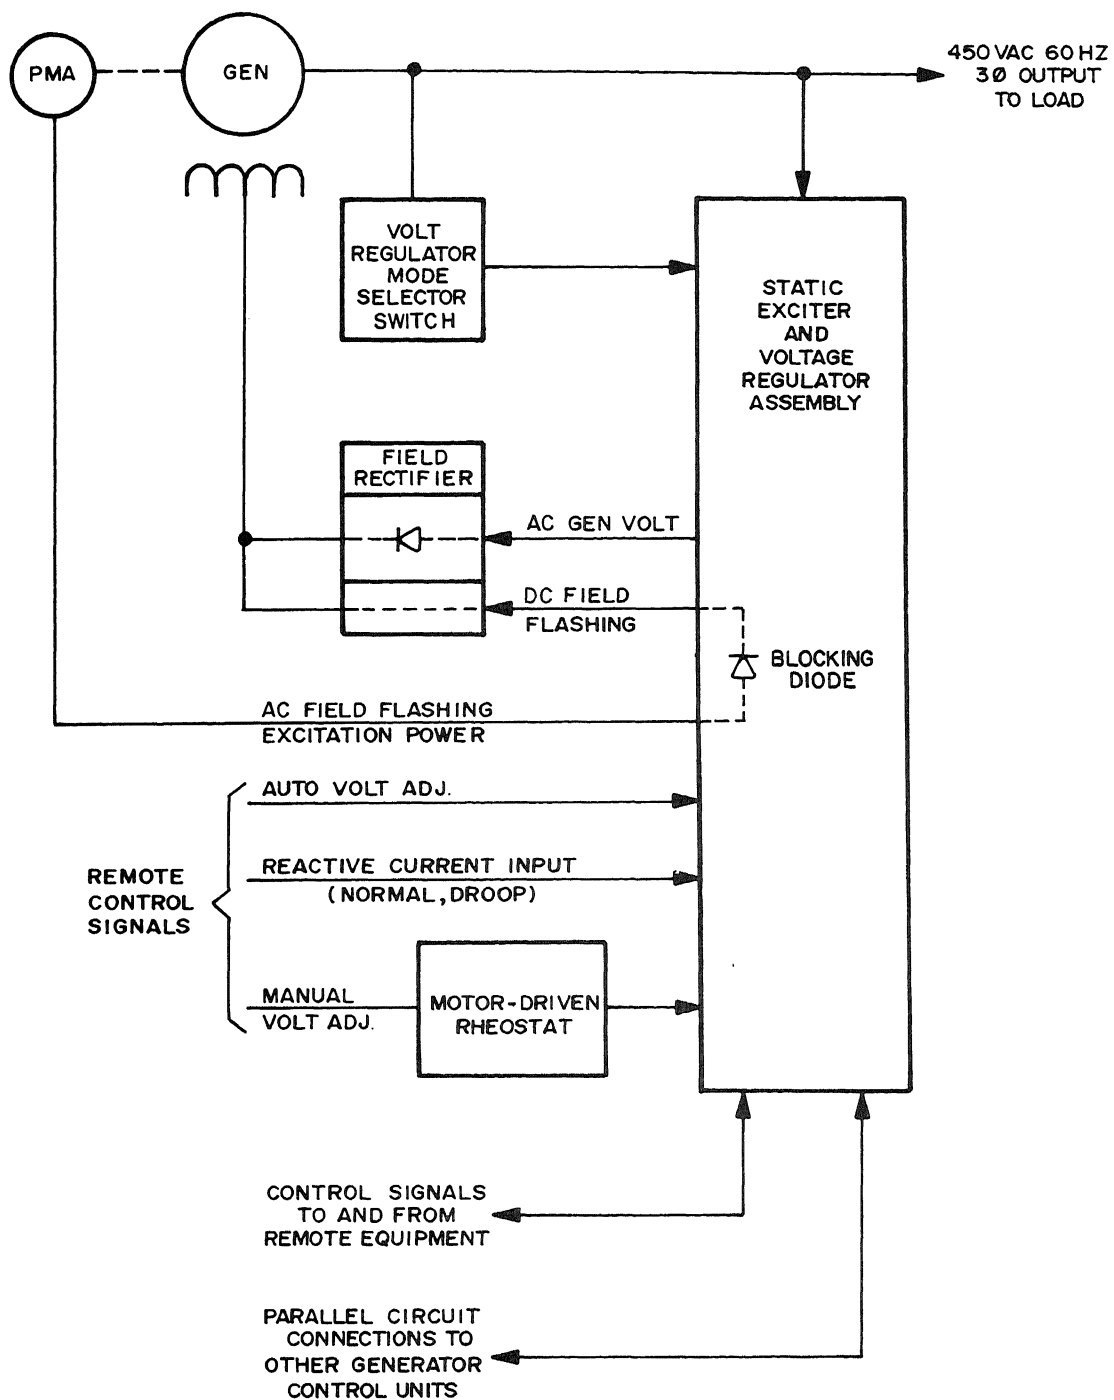 PMA
GEN
450 VAC 60 HZ
3Ø OUTPUT
TO LOAD
VOLT
REGULATOR
MODE
SELECTOR
SWITCH
STATIC
EXCITER
AND
VOLTAGE
REGULATOR
ASSEMBLY
FIELD
RECTIFIER
AC GEN VOLT
DC FIELD
FLASHING
BLOCKING
DIODE
AC FIELD FLASHING
EXCITATION POWER
AUTO VOLT ADJ.
REACTIVE CURRENT INPUT
(NORMAL, DROOP)
REMOTE
CONTROL
SIGNALS
MANUAL
VOLT ADJ.
MOTOR-DRIVEN
RHEOSTAT
CONTROL SIGNALS
TO AND FROM
REMOTE EQUIPMENT
PARALLEL CIRCUIT
CONNECTIONS TO
OTHER GENERATOR
CONTROL UNITS